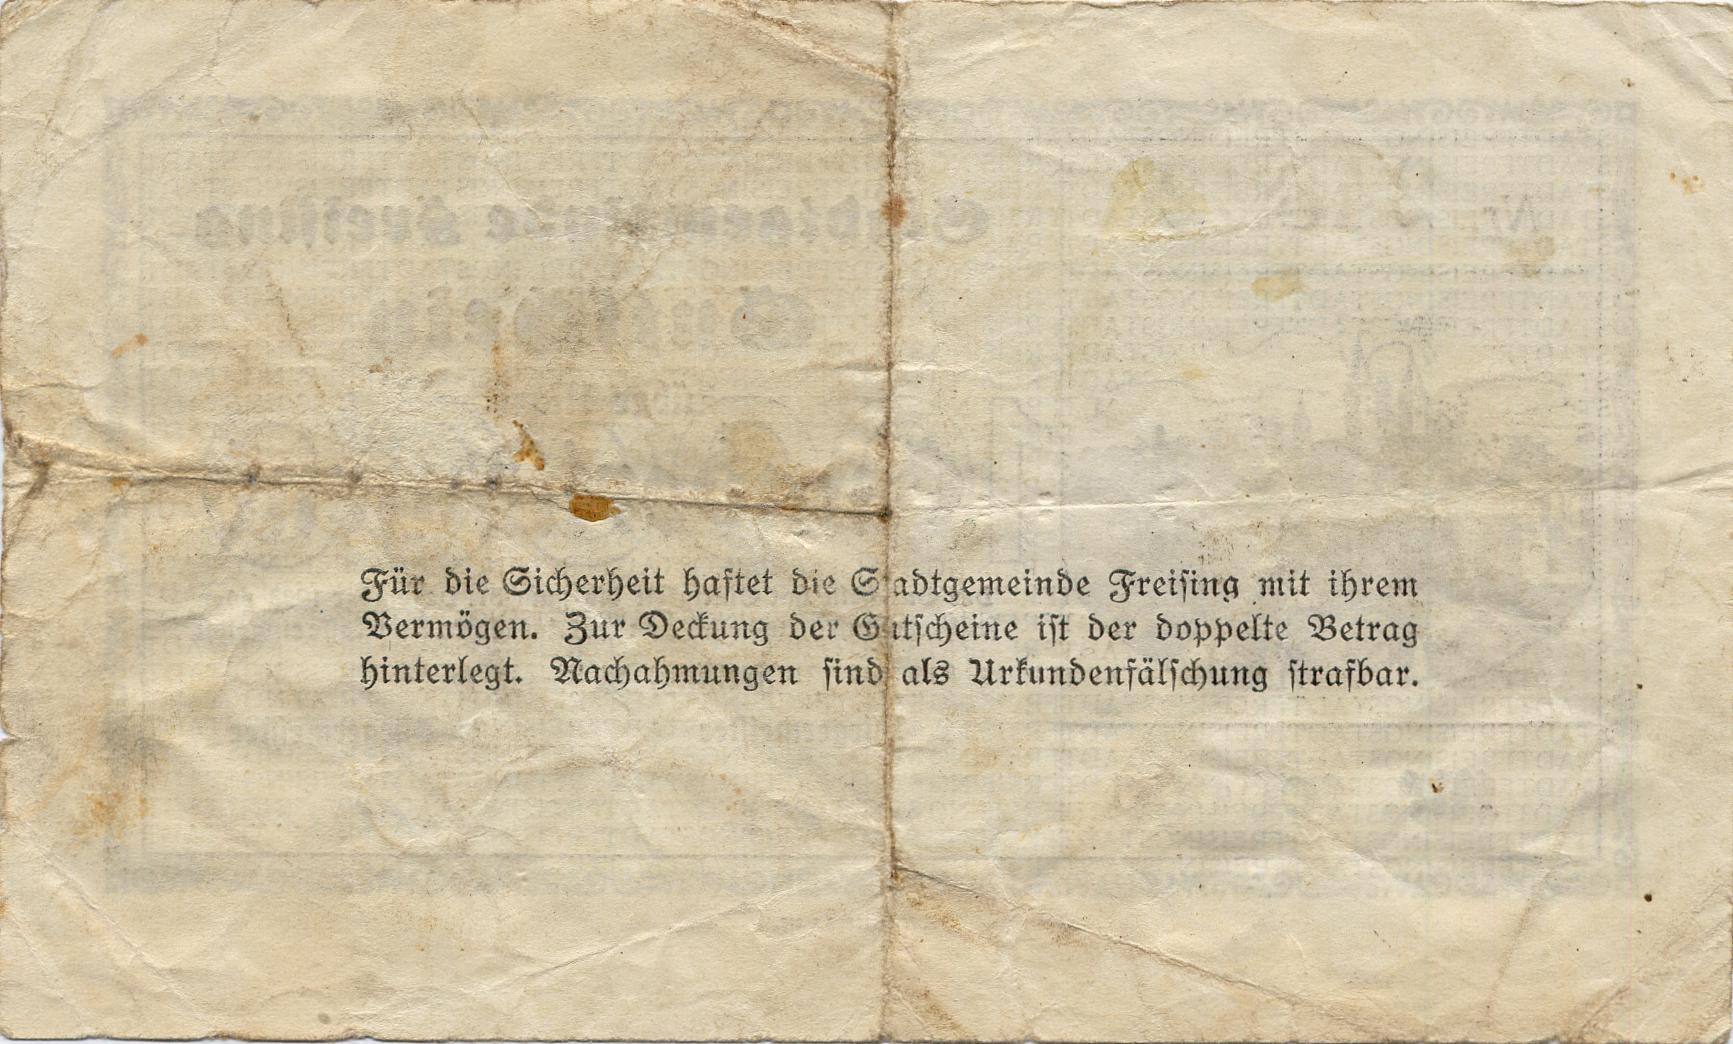 Für die Sicherheit haftet die Stadtgemeinde Freising mit ihrem
Vermögen. Zur Deckung der Gutscheine ist der doppelte Betrag
hinterlegt. Nachahmungen sind als Urkundenfälschung strafbar.